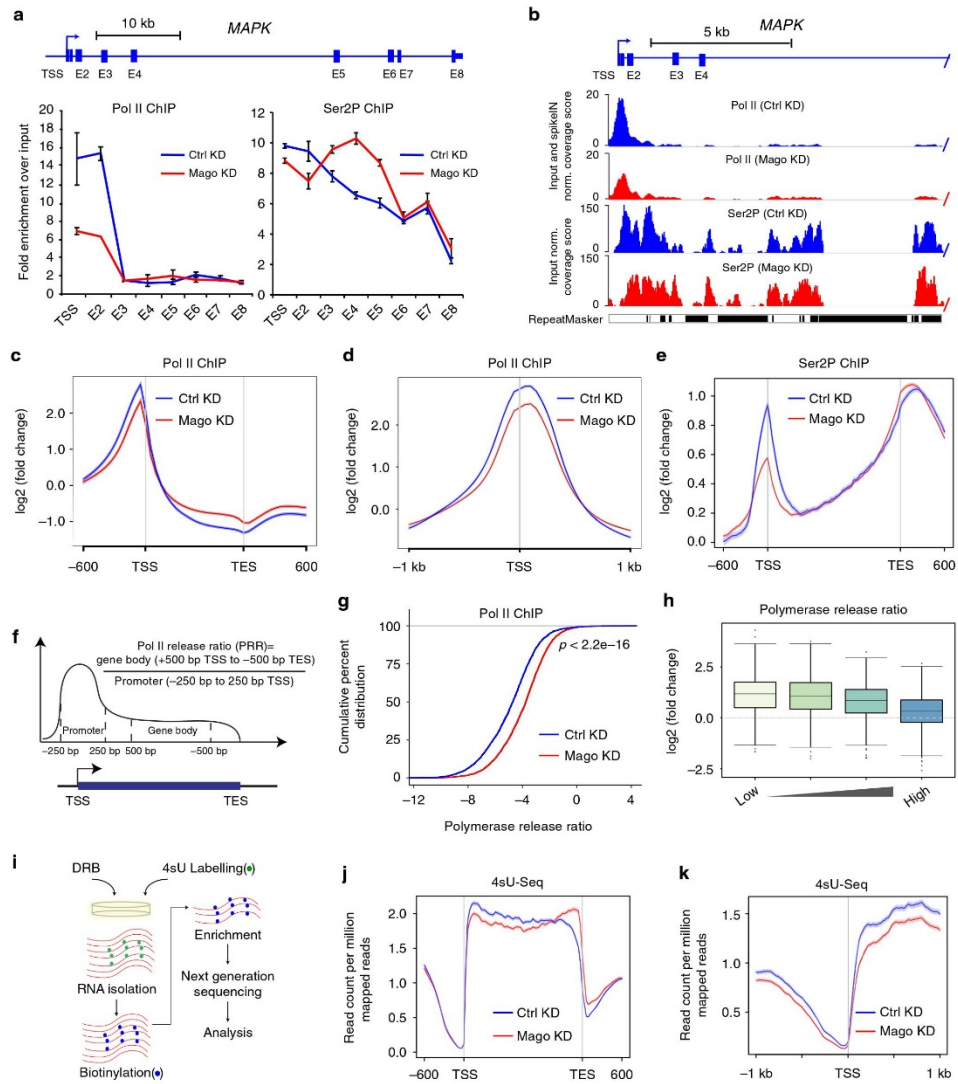 a
10 kb
MAPK
TSS E2 E3 E4 E5 E6 E7 E8
Pol II ChIP
Fold enrichment over input
20
18
16
14
12
10
8
6
4
2
0
Ctrl KD
Mago KD
TSS E2 E3 E4 E5 E6 E7 E8
Ser2P ChIP
12
10
8
6
4
2
0
Ctrl KD
Mago KD
TSS E2 E3 E4 E5 E6 E7 E8
b
MAPK
5 kb
TSS E2 E3 E4
Input and spikeIN
norm. coverage score
20
0
Pol II (Ctrl KD)
20
0
Pol II (Mago KD)
Input norm.
coverage score
150
0
Ser2P (Ctrl KD)
150
0
Ser2P (Mago KD)
RepeatMasker
c
Pol II ChIP
log2 (fold change)
2.0
1.0
0.0
−1.0
Ctrl KD
Mago KD
−600 TSS TES 600
d
Pol II ChIP
log2 (fold change)
2.0
1.0
0.0
Ctrl KD
Mago KD
−1 kb TSS 1 kb
e
Ser2P ChIP
log2 (fold change)
1.0
0.8
0.6
0.4
0.2
0.0
Ctrl KD
Mago KD
−600 TSS TES 600
f
Pol II release ratio (PRR)=
gene body (+500 bp TSS to −500 bp TES)
Promoter (−250 bp to 250 bp TSS)
Promoter Gene body
−250 bp 250 bp 500 bp −500 bp
TSS TES
g
Pol II ChIP
Cumulative percent
distribution
100
75
50
25
0
p < 2.2e−16
Ctrl KD
Mago KD
−12 −8 −4 0 4
Polymerase release ratio
h
Polymerase release ratio
log2 (fold change)
2.5
0.0
−2.5
Low High
i
DRB 4sU Labelling( )
RNA isolation
Biotinylation( )
Enrichment
Next generation
sequencing
Analysis
j
4sU-Seq
Read count per million
mapped reads
2.0
1.5
1.0
0.5
0.0
Ctrl KD
Mago KD
−600 TSS TES 600
k
4sU-Seq
Read count per million
mapped reads
1.5
1.0
0.5
Ctrl KD
Mago KD
−1 kb TSS 1 kb